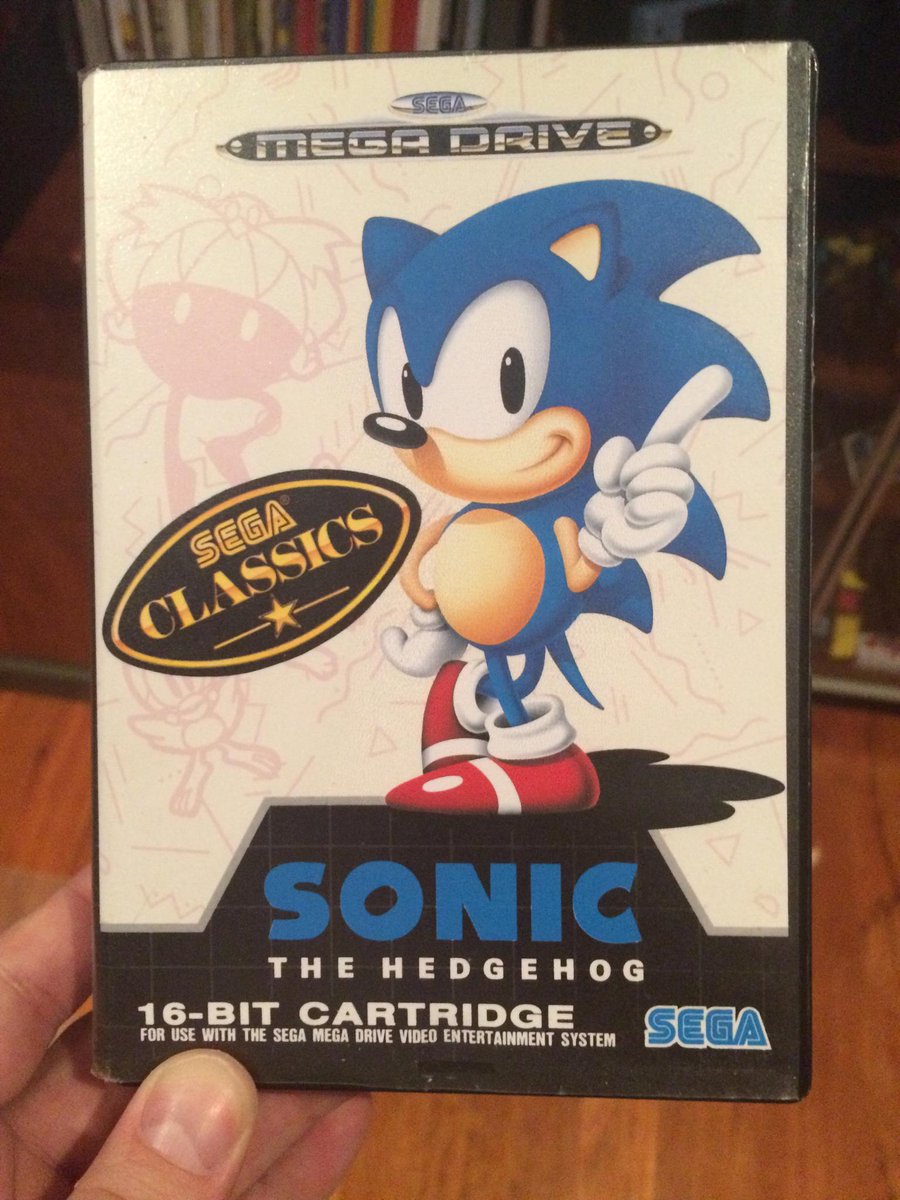 SEGA
MEGA DRIVE
SEGA®
CLASSICS
SONIC
THE HEDGEHOG
16-BIT CARTRIDGE
FOR USE WITH THE SEGA MEGA DRIVE VIDEO ENTERTAINMENT SYSTEM
SEGA